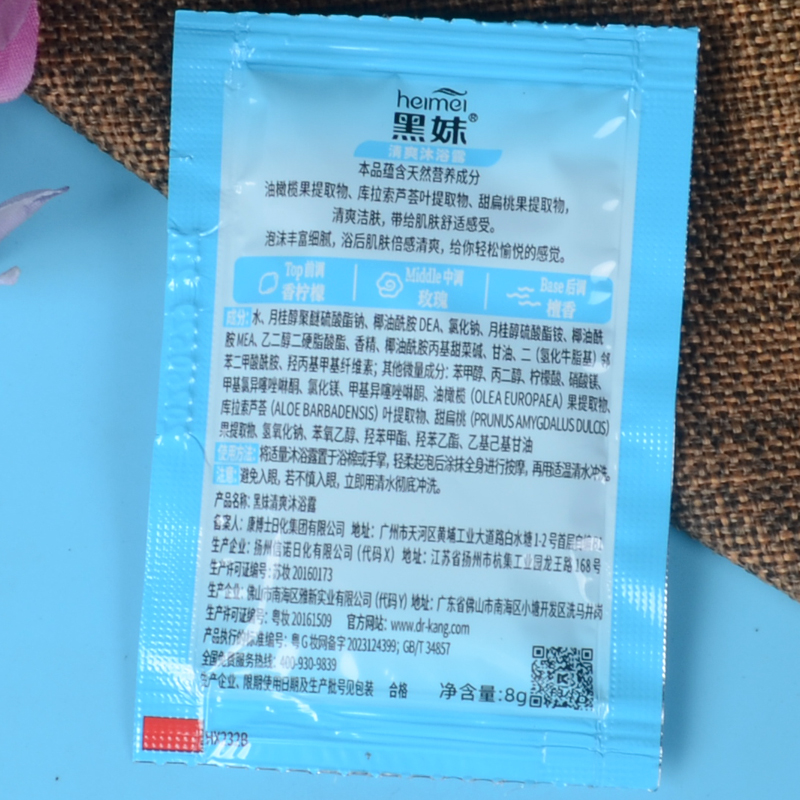 heimei
黑妹®
清爽沐浴露
本品蕴含天然营养成分
油橄榄果提取物、库拉索芦荟叶提取物、甜扁桃果提取物，
清爽洁肤，带给肌肤舒适感受。
泡沫丰富细腻，浴后肌肤倍感清爽，给你轻松愉悦的感觉。
Top 前调 Middle 中调 Base 后调
香柠檬 玫瑰 檀香
成分：水、月桂醇聚醚硫酸酯钠、椰油酰胺 DEA、氯化钠、月桂醇硫酸酯铵、椰油酰
胺 MEA、乙二醇二硬脂酸酯、香精、椰油酰胺丙基甜菜碱、甘油、二（氢化牛脂基）邻
苯二甲酸酰胺、羟丙基甲基纤维素；其他微量成分：苯甲醇、丙二醇、柠檬酸、硝酸镁、
甲基氯异噻唑啉酮、氯化镁、甲基异噻唑啉酮、油橄榄（OLEA EUROPAEA）果提取物、
库拉索芦荟（ALOE BARBADENSIS）叶提取物、甜扁桃（PRUNUS AMYGDALUS DULCIS）
果提取物、氢氧化钠、苯氧乙醇、羟苯甲酯、羟苯乙酯、乙基己基甘油
使用方法：将适量沐浴露置于浴棉或手掌，轻柔起泡后涂抹全身进行按摩，再用适温清水冲洗。
注意：避免入眼，若不慎入眼，立即用清水彻底冲洗。
产品名称：黑妹清爽沐浴露
备案人：康博士日化集团有限公司 地址：广州市天河区黄埔工业大道路白水塘 1-2 号首层
生产企业：扬州信诺日化有限公司（代码 X） 地址：江苏省扬州市杭集工业园龙王路 168 号
生产许可证编号：苏妆 20160173
生产企业：佛山市南海区雅新实业有限公司（代码Y）地址：广东省佛山市南海区小塘开发区洗马井岗
生产许可证编号：粤妆 20161509 官方网站：www.dr-kang.com
产品执行的标准编号：粤 G 妆网备字 2023124399；GB/T 34857
全国免费服务热线：400-930-9839
生产企业、限期使用日期及生产批号见包装 合格 净含量：8g